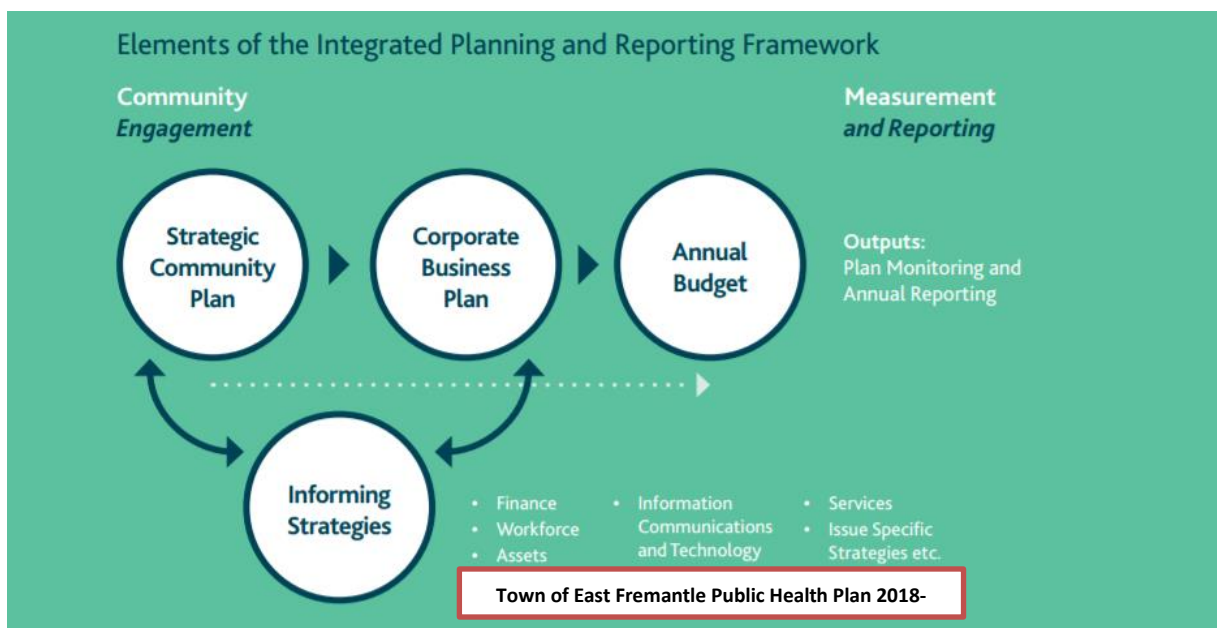 Elements of the Integrated Planning and Reporting Framework
Community
Engagement
Measurement
and Reporting
Strategic
Community
Plan
Corporate
Business
Plan
Annual
Budget
Outputs:
Plan Monitoring and
Annual Reporting
Informing
Strategies
• Finance
• Workforce
• Assets
• Information
Communications
and Technology
• Services
• Issue Specific
Strategies etc.
Town of East Fremantle Public Health Plan 2018-